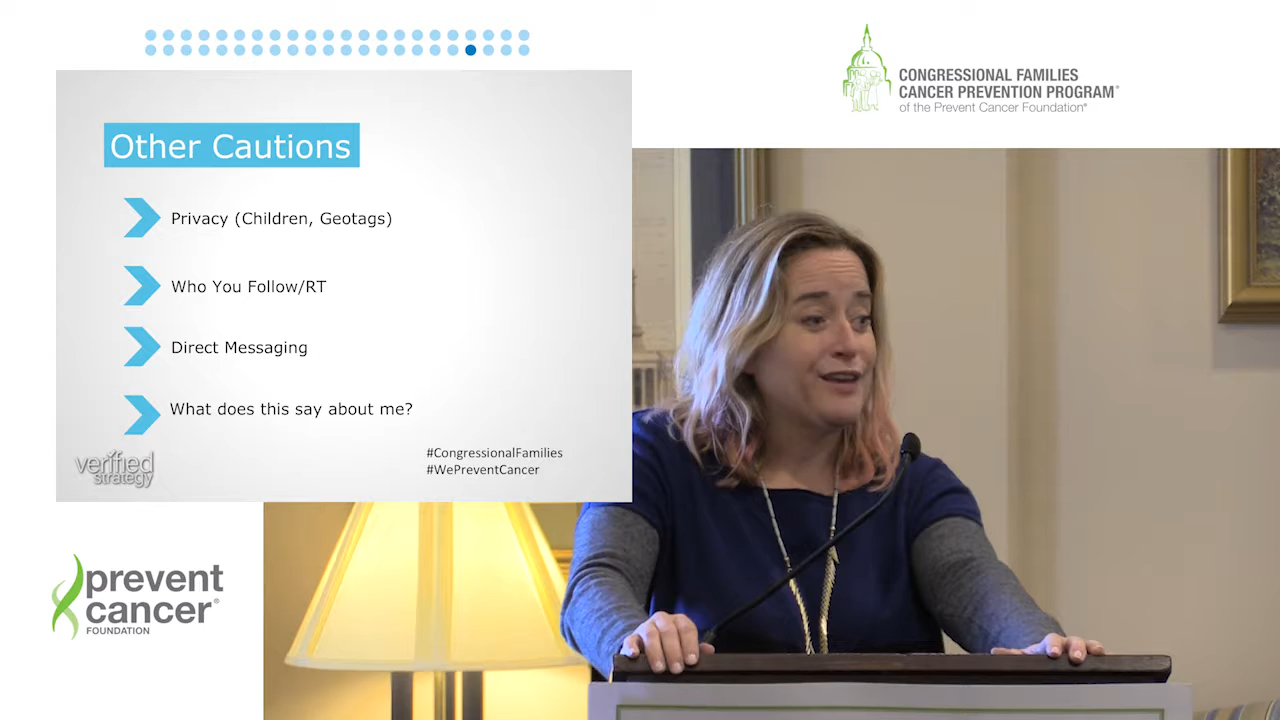 CONGRESSIONAL FAMILIES
CANCER PREVENTION PROGRAM®
of the Prevent Cancer Foundation®
Other Cautions
Privacy (Children, Geotags)
Who You Follow/RT
Direct Messaging
What does this say about me?
verified
strategy
#CongressionalFamilies
#WePreventCancer
prevent
cancer®
FOUNDATION